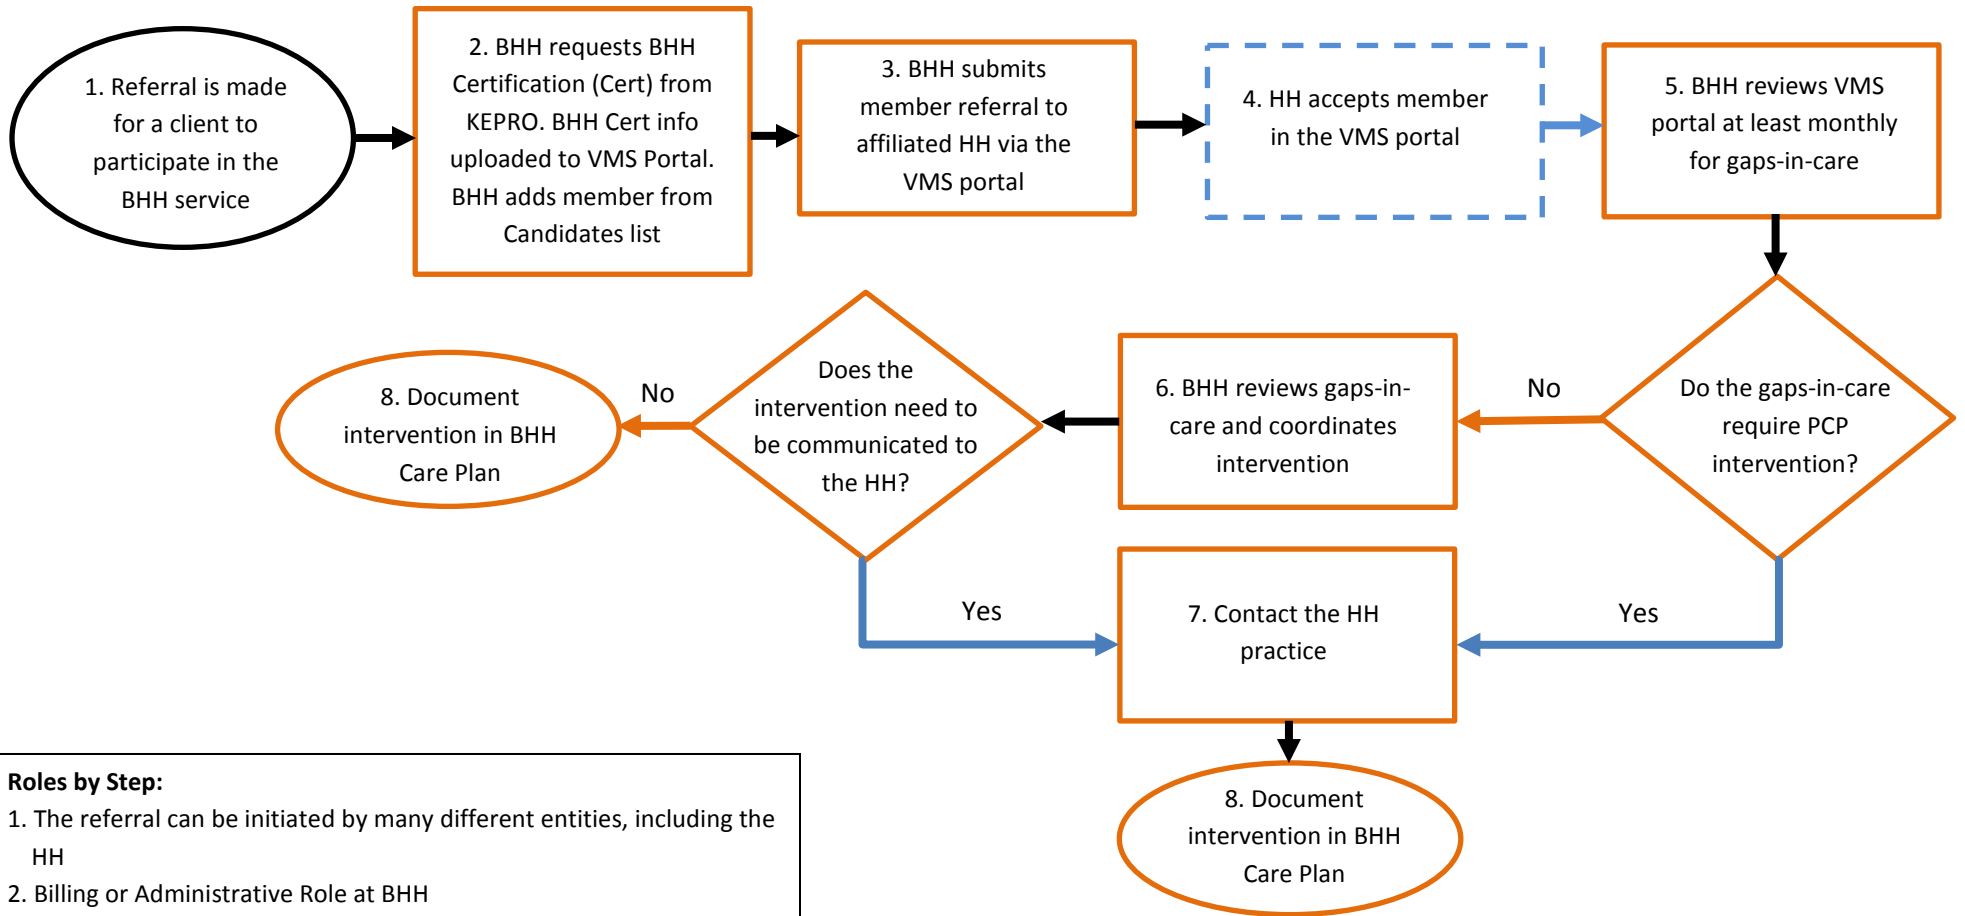 1. Referral is made
for a client to
participate in the
BHH service
2. BHH requests BHH
Certification (Cert) from
KEPRO. BHH Cert info
uploaded to VMS Portal.
BHH adds member from
Candidates list
3. BHH submits
member referral to
affiliated HH via the
VMS portal
4. HH accepts member
in the VMS portal
5. BHH reviews VMS
portal at least monthly
for gaps-in-care
Do the gaps-in-care
require PCP
intervention?
No
6. BHH reviews gaps-in-
care and coordinates
intervention
Does the
intervention need to
be communicated to
the HH?
No
8. Document
intervention in BHH
Care Plan
Yes
7. Contact the HH
practice
Yes
8. Document
intervention in BHH
Care Plan
Roles by Step:
1. The referral can be initiated by many different entities, including the
HH
2. Billing or Administrative Role at BHH